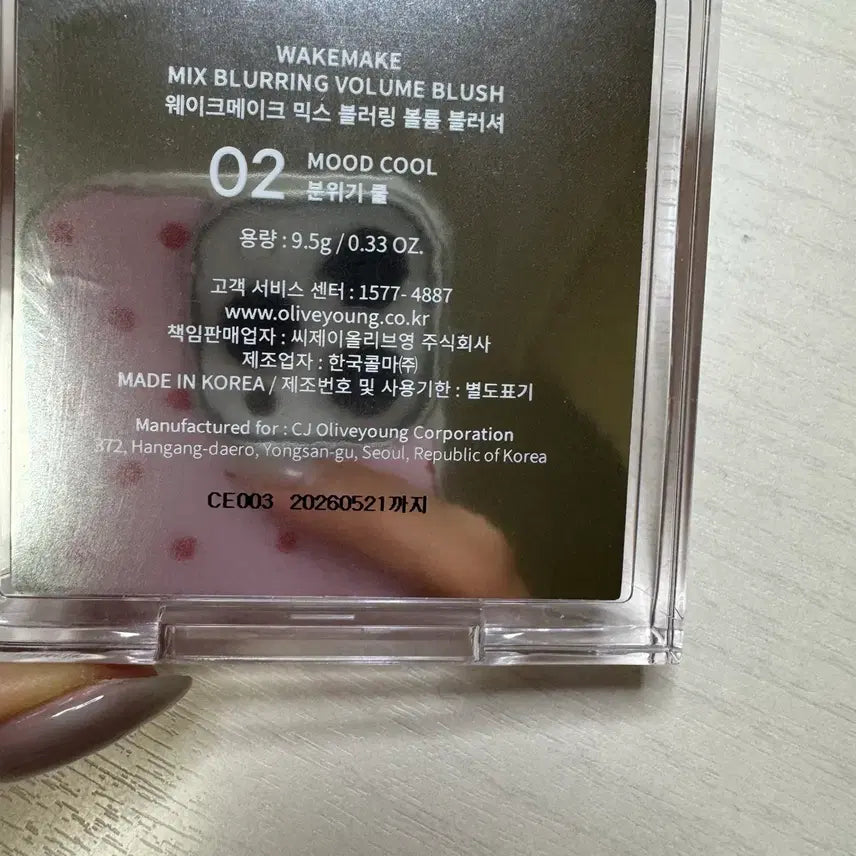 WAKEMAKE
MIX BLURRING VOLUME BLUSH
웨이크메이크 믹스 블러링 볼륨 블러셔
02 MOOD COOL
분위기 쿨
용량 : 9.5g / 0.33 OZ.
고객 서비스 센터 : 1577- 4887
www.oliveyoung.co.kr
책임판매업자 : 씨제이올리브영 주식회사
제조업자 : 한국콜마㈜
MADE IN KOREA / 제조번호 및 사용기한 : 별도표기
Manufactured for : CJ Oliveyoung Corporation
372, Hangang-daero, Yongsan-gu, Seoul, Republic of Korea
CE003 20260521까지